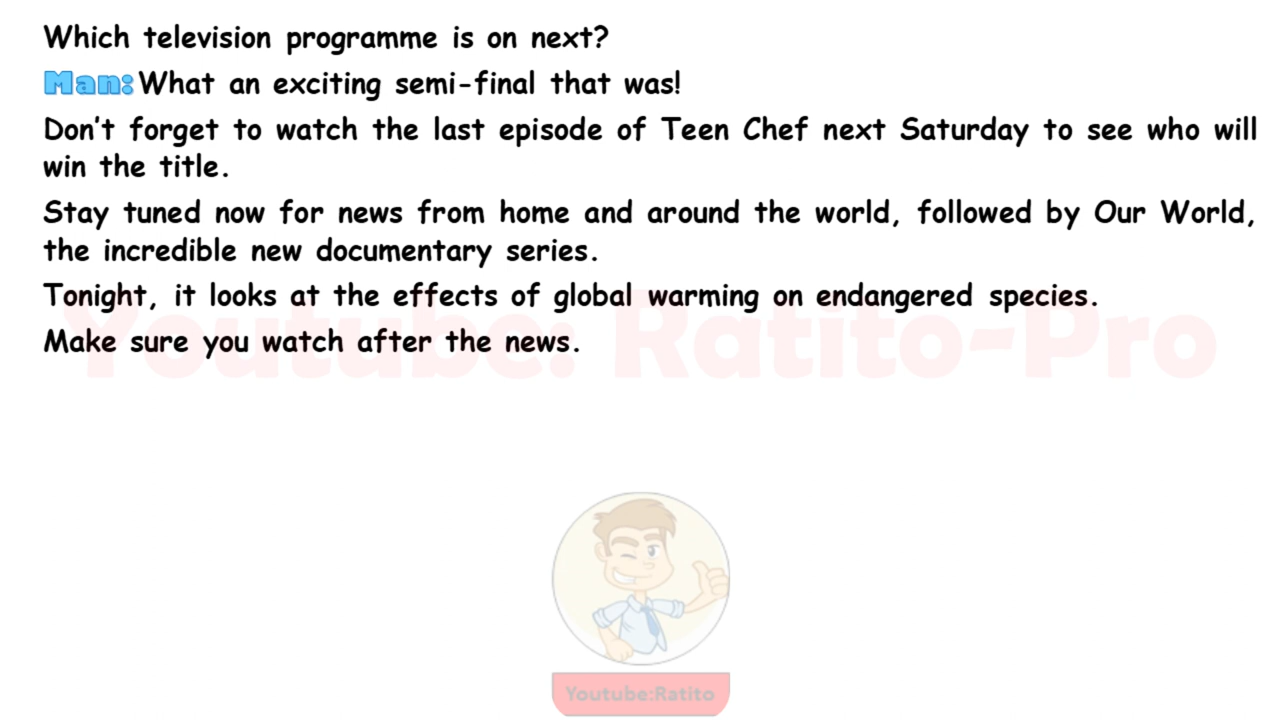 Which television programme is on next?
Man: What an exciting semi-final that was!
Don't forget to watch the last episode of Teen Chef next Saturday to see who will
win the title.
Stay tuned now for news from home and around the world, followed by Our World,
the incredible new documentary series.
Tonight, it looks at the effects of global warming on endangered species.
Make sure you watch after the news.
Youtube: Ratito-Pro
Youtube:Ratito